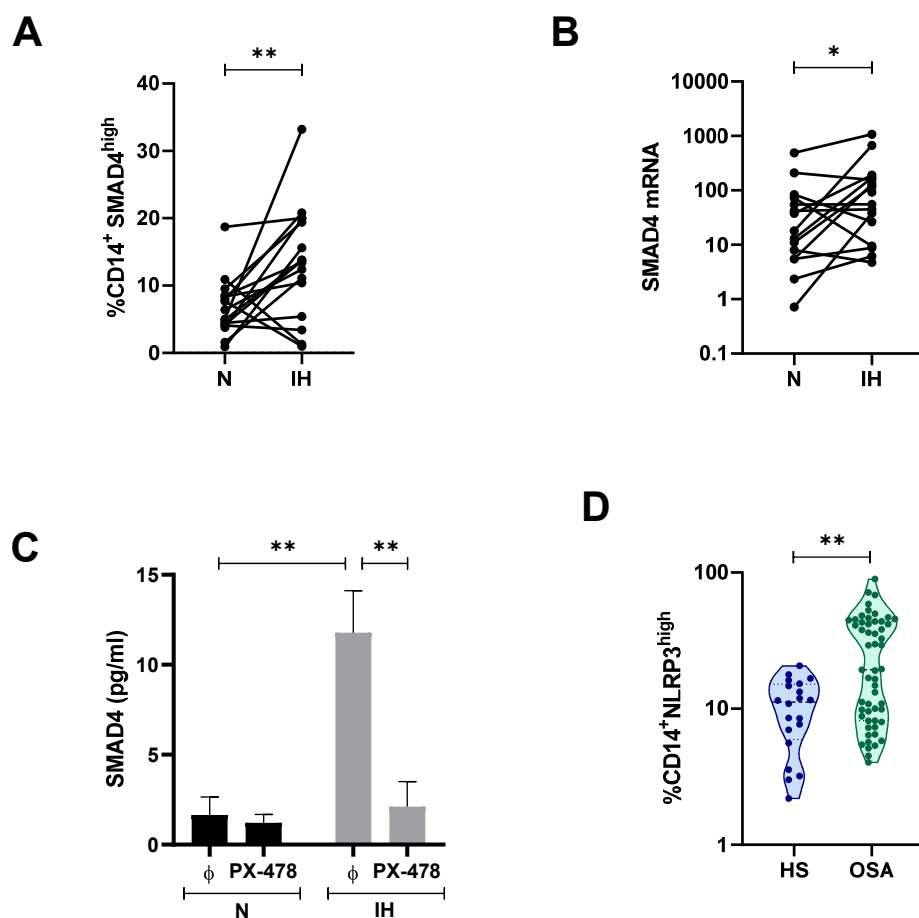 A
**
%CD14⁺ SMAD4ʰⁱᵍʰ
40
30
20
10
0
N IH
B
*
SMAD4 mRNA
10000
1000
100
10
1
0.1
N IH
C
** **
SMAD4 (pg/ml)
15
10
5
0
ϕ PX-478 ϕ PX-478
N IH
D
**
%CD14⁺NLRP3ʰⁱᵍʰ
100
10
1
HS OSA